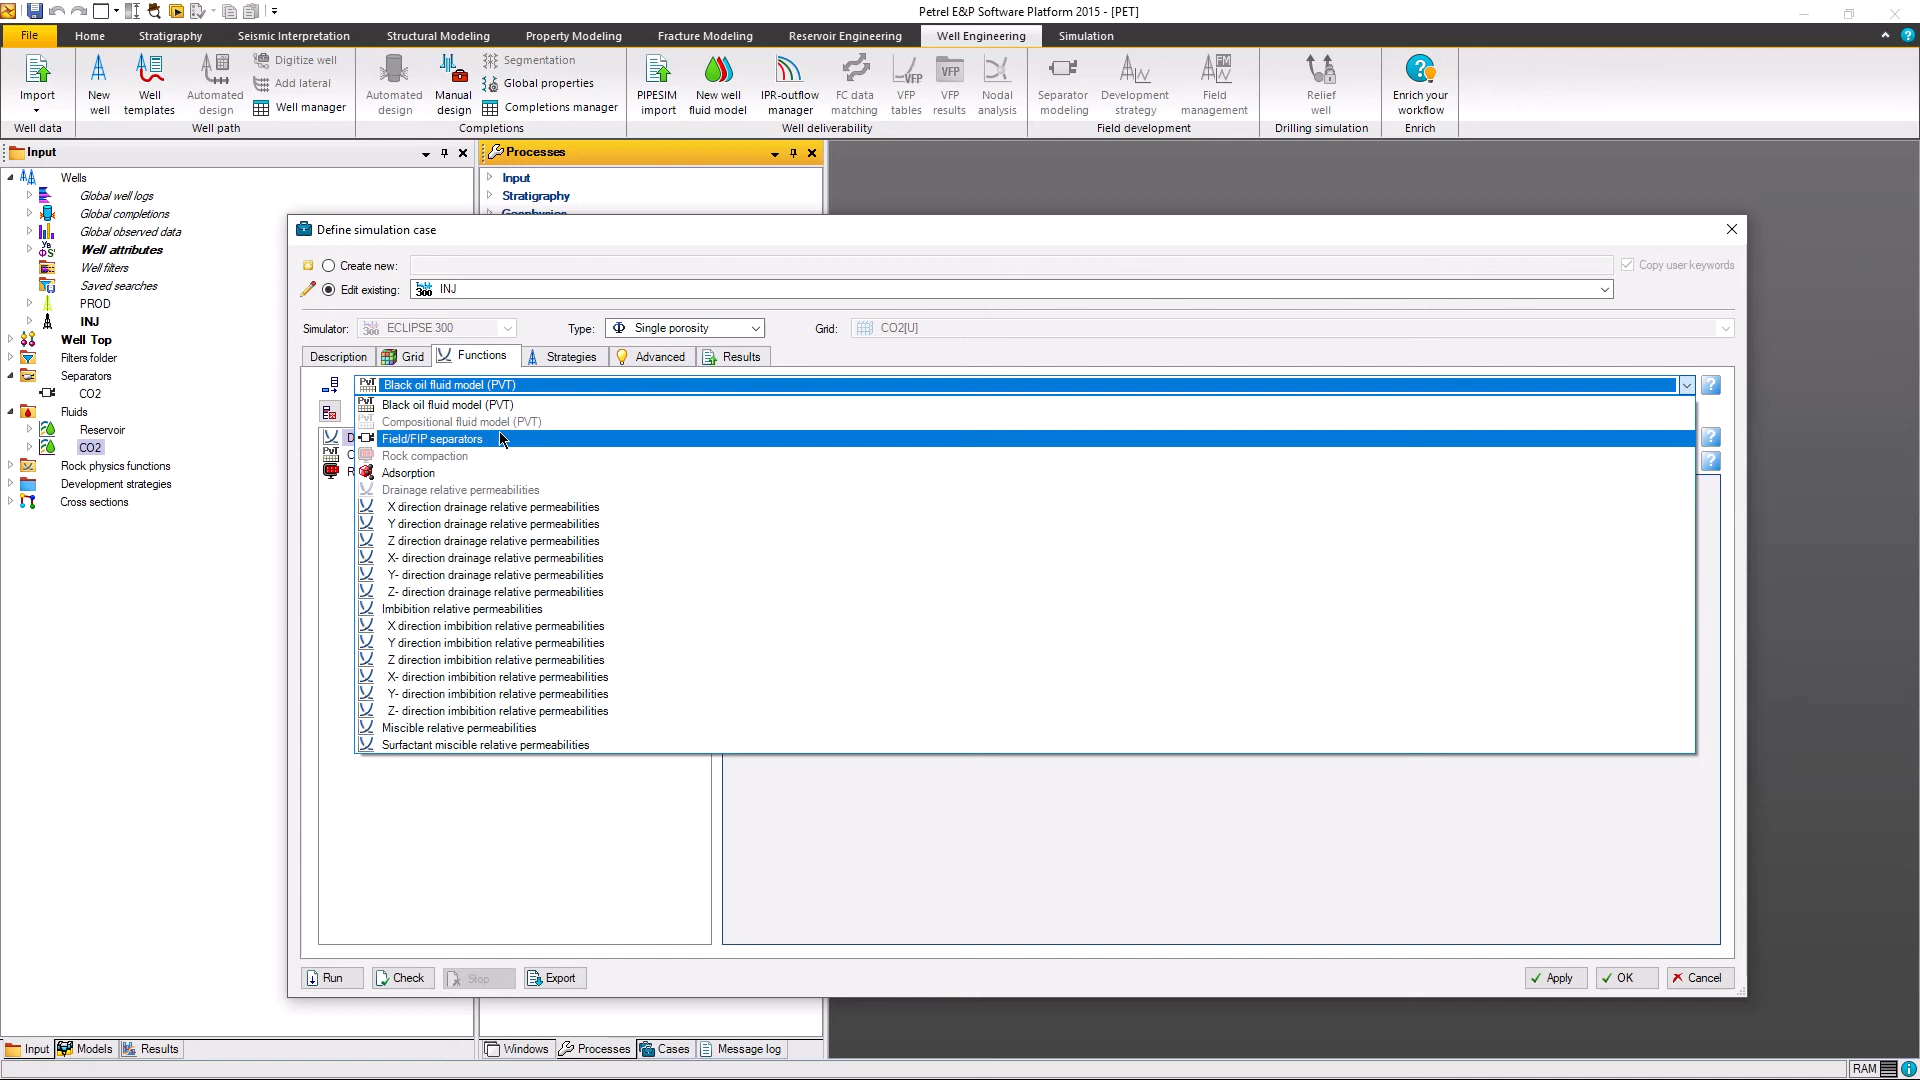 Petrel E&P Software Platform 2015 - [PET]
File Home Stratigraphy Seismic Interpretation Structural Modeling Property Modeling Fracture Modeling Reservoir Engineering Well Engineering Simulation
Import
Well data
New well
Well templates
Automated design
Digitize well
Add lateral
Well manager
Well path
Automated design
Manual design
Segmentation
Global properties
Completions manager
Completions
PIPESIM import
New well fluid model
IPR-outflow manager
FC data matching
VFP tables
VFP results
Nodal analysis
Well deliverability
Separator modeling
Development strategy
Field management
Field development
Relief well
Drilling simulation
Enrich your workflow
Enrich
Input
Wells
Global well logs
Global completions
Global observed data
Well attributes
Well filters
Saved searches
PROD
INJ
Well Top
Filters folder
Separators
CO2
Fluids
Reservoir
CO2
Rock physics functions
Development strategies
Cross sections
Processes
Input
Stratigraphy
Geophysics
Define simulation case
Create new:
Copy user keywords
Edit existing: INJ
Simulator: ECLIPSE 300 Type: Single porosity Grid: CO2[U]
Description Grid Functions Strategies Advanced Results
Black oil fluid model (PVT)
Black oil fluid model (PVT)
Compositional fluid model (PVT)
Field/FIP separators
Rock compaction
Adsorption
Drainage relative permeabilities
X direction drainage relative permeabilities
Y direction drainage relative permeabilities
Z direction drainage relative permeabilities
X- direction drainage relative permeabilities
Y- direction drainage relative permeabilities
Z- direction drainage relative permeabilities
Imbibition relative permeabilities
X direction imbibition relative permeabilities
Y direction imbibition relative permeabilities
Z direction imbibition relative permeabilities
X- direction imbibition relative permeabilities
Y- direction imbibition relative permeabilities
Z- direction imbibition relative permeabilities
Miscible relative permeabilities
Surfactant miscible relative permeabilities
Run Check Stop Export Apply OK Cancel
Input Models Results
Windows Processes Cases Message log
RAM